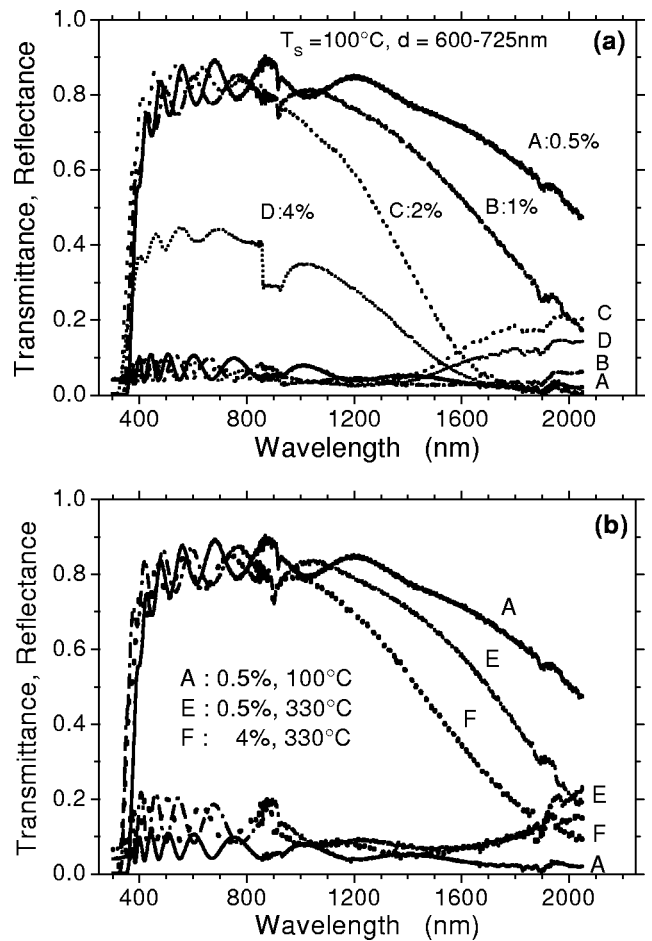 T_S =100°C, d = 600-725nm
(a)
1.0
0.8
0.6
0.4
0.2
0.0
Transmittance, Reflectance
A:0.5%
B:1%
C:2%
D:4%
C
D
B
A
400 800 1200 1600 2000
Wavelength (nm)
(b)
1.0
0.8
0.6
0.4
0.2
0.0
Transmittance, Reflectance
A
E
F
A : 0.5%, 100°C
E : 0.5%, 330°C
F : 4%, 330°C
E
F
A
400 800 1200 1600 2000
Wavelength (nm)